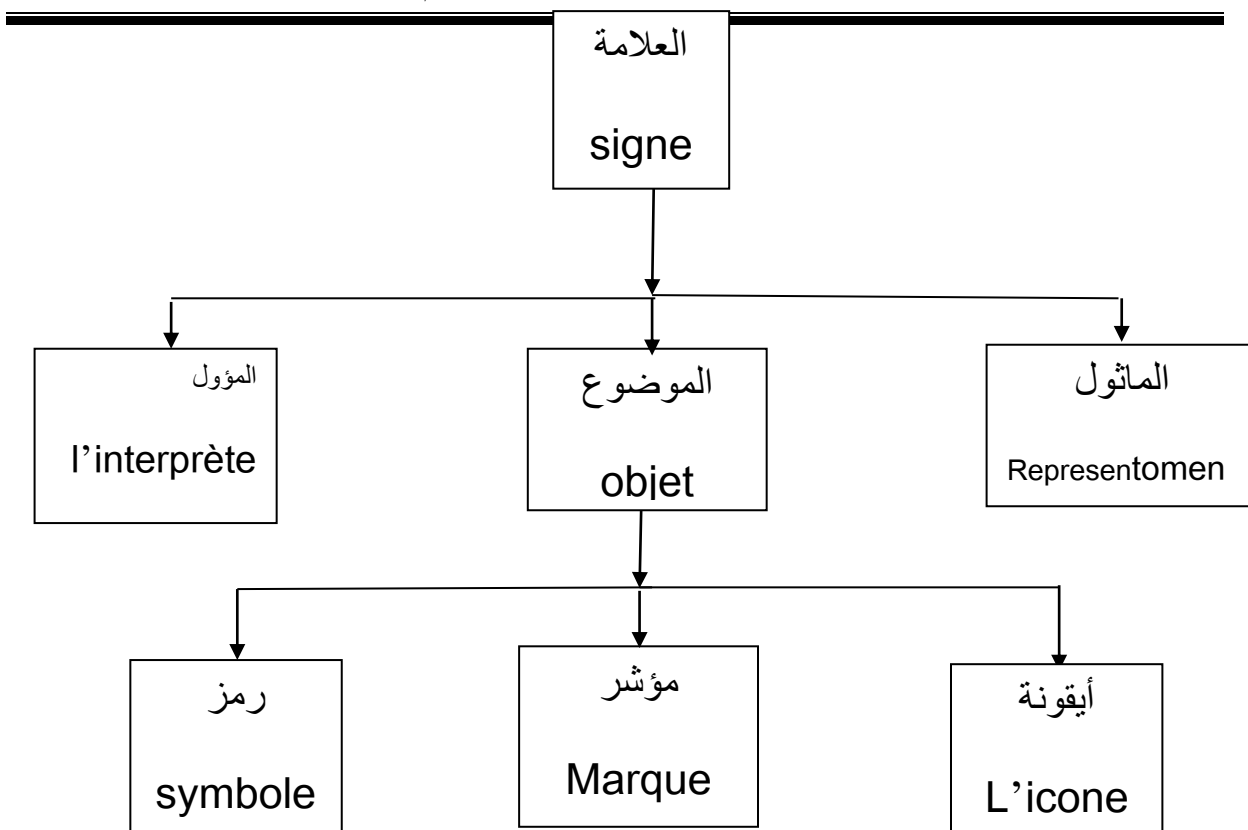 العلامة
signe
الماثول
Representomen
الموضوع
objet
المؤول
l’interprète
أيقونة
L’icone
مؤشر
Marque
رمز
symbole